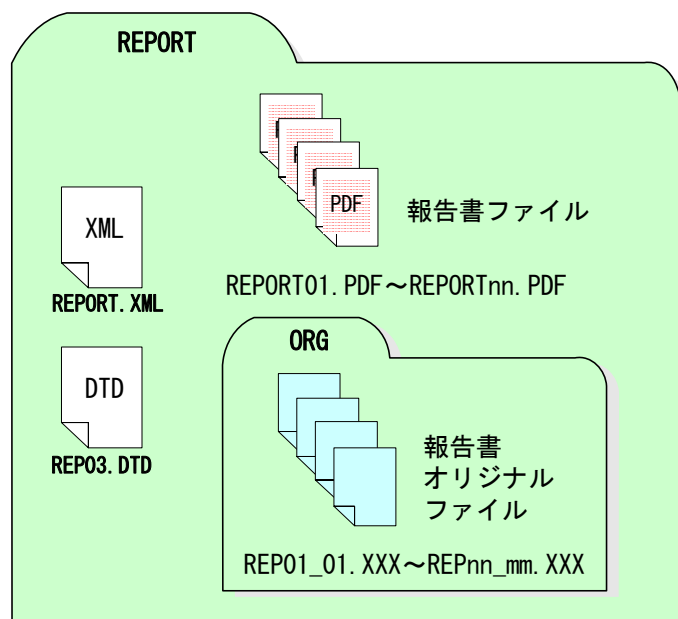 REPORT
PDF
報告書ファイル
XML
REPORT.XML
REPORT01.PDF～REPORTnn.PDF
ORG
DTD
REP03.DTD
報告書
オリジナル
ファイル
REP01_01.XXX～REPnn_mm.XXX